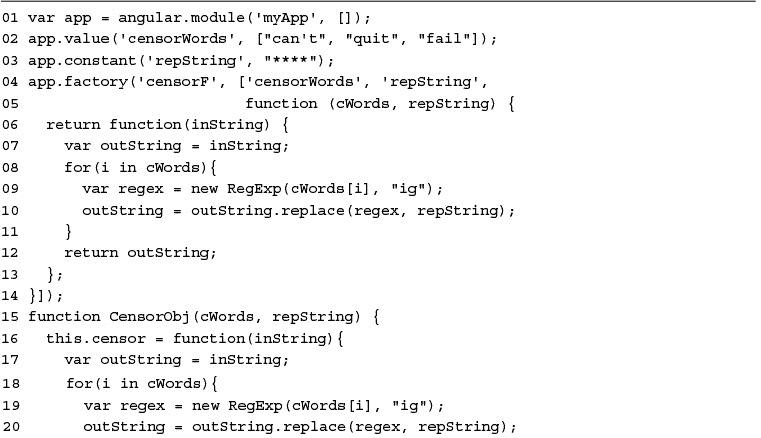 01 var app = angular.module('myApp', []);
02 app.value('censorWords', ["can't", "quit", "fail"]);
03 app.constant('repString', "****");
04 app.factory('censorF', ['censorWords', 'repString',
05                         function (cWords, repString) {
06   return function(inString) {
07     var outString = inString;
08     for(i in cWords){
09       var regex = new RegExp(cWords[i], "ig");
10       outString = outString.replace(regex, repString);
11     }
12     return outString;
13   };
14 }]);
15 function CensorObj(cWords, repString) {
16   this.censor = function(inString){
17     var outString = inString;
18     for(i in cWords){
19       var regex = new RegExp(cWords[i], "ig");
20       outString = outString.replace(regex, repString);